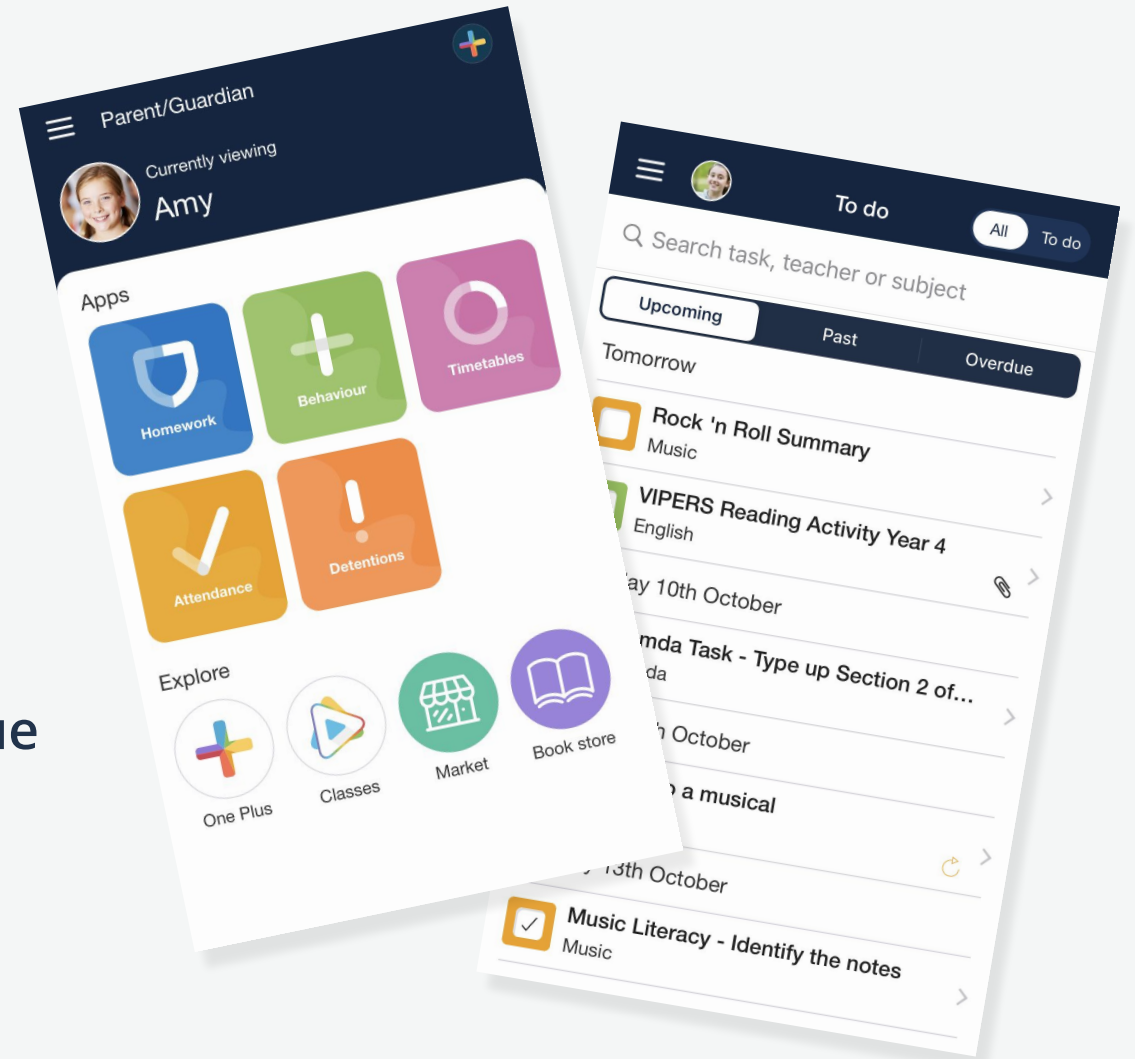 Parent/Guardian
Currently viewing
Amy
Apps
Homework
Behaviour
Timetables
Attendance
Detentions
Explore
One Plus
Classes
Market
Book store
To do
All
To do
Search task, teacher or subject
Upcoming
Past
Overdue
Tomorrow
Rock 'n Roll Summary
Music
VIPERS Reading Activity Year 4
English
10th October
Task - Type up Section 2 of...
October
a musical
13th October
Music Literacy - Identify the notes
Music